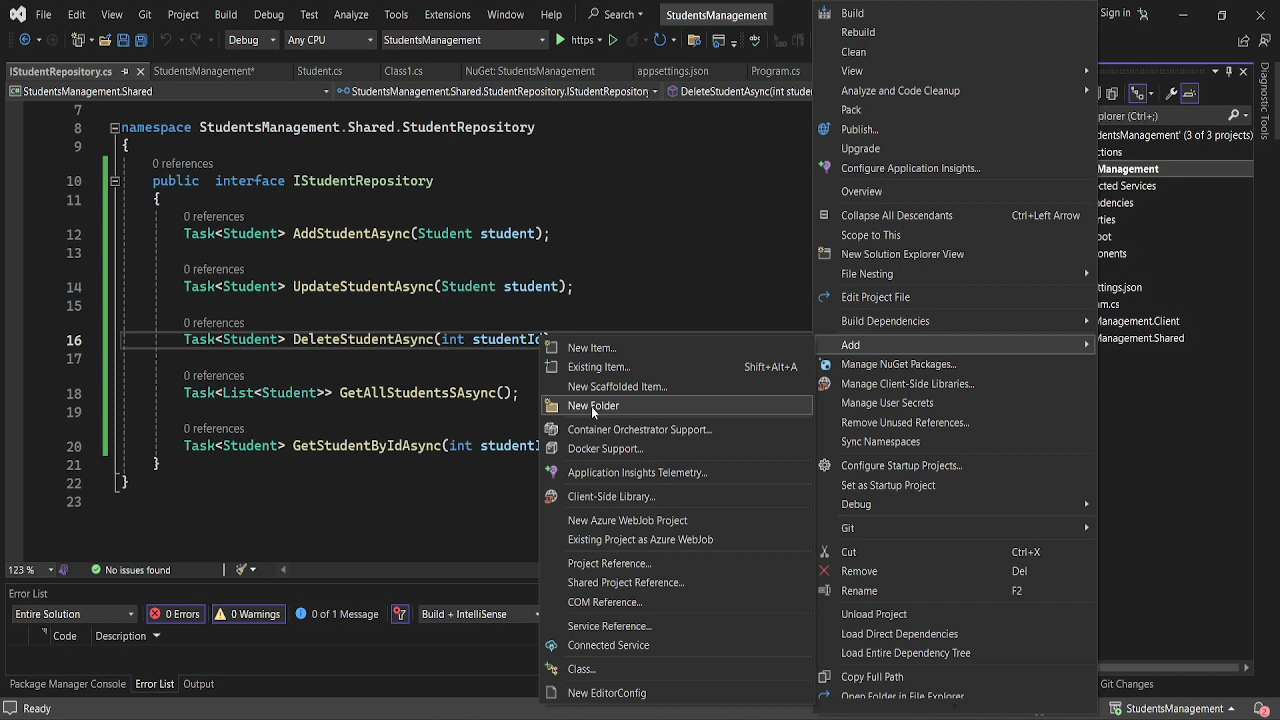 File Edit View Git Project Build Debug Test Analyze Tools Extensions Window Help Search StudentsManagement Sign in
Debug Any CPU StudentsManagement https
IStudentRepository.cs StudentsManagement* Student.cs Class1.cs NuGet: StudentsManagement appsettings.json Program.cs
StudentsManagement.Shared StudentsManagement.Shared.StudentRepository.IStudentRepository DeleteStudentAsync(int studen
7
8 namespace StudentsManagement.Shared.StudentRepository
9 {
0 references
10 public interface IStudentRepository
11 {
0 references
12 Task<Student> AddStudentAsync(Student student);
13
0 references
14 Task<Student> UpdateStudentAsync(Student student);
15
0 references
16 Task<Student> DeleteStudentAsync(int studentId)
17
0 references
18 Task<List<Student>> GetAllStudentsSAsync();
19
0 references
20 Task<Student> GetStudentByIdAsync(int studentI
21 }
22 }
23
123 % No issues found
Error List
Entire Solution 0 Errors 0 Warnings 0 of 1 Message Build + IntelliSense
Code Description
Package Manager Console Error List Output
Ready
New Item...
Existing Item... Shift+Alt+A
New Scaffolded Item...
New Folder
Container Orchestrator Support...
Docker Support...
Application Insights Telemetry...
Client-Side Library...
New Azure WebJob Project
Existing Project as Azure WebJob
Project Reference...
Shared Project Reference...
COM Reference...
Service Reference...
Connected Service
Class...
New EditorConfig
Build
Rebuild
Clean
View
Analyze and Code Cleanup
Pack
Publish...
Upgrade
Configure Application Insights...
Overview
Collapse All Descendants Ctrl+Left Arrow
Scope to This
New Solution Explorer View
File Nesting
Edit Project File
Build Dependencies
Add
Manage NuGet Packages...
Manage Client-Side Libraries...
Manage User Secrets
Remove Unused References...
Sync Namespaces
Configure Startup Projects...
Set as Startup Project
Debug
Git
Cut Ctrl+X
Remove Del
Rename F2
Unload Project
Load Direct Dependencies
Load Entire Dependency Tree
Copy Full Path
Open Folder in File Explorer
plorer (Ctrl+;)
dentsManagement' (3 of 3 projects)
ctions
Management
ected Services
dencies
rties
oot
onents
ttings.json
m.cs
Management.Client
Management.Shared
Git Changes
StudentsManagement
2
Diagnostic Tools